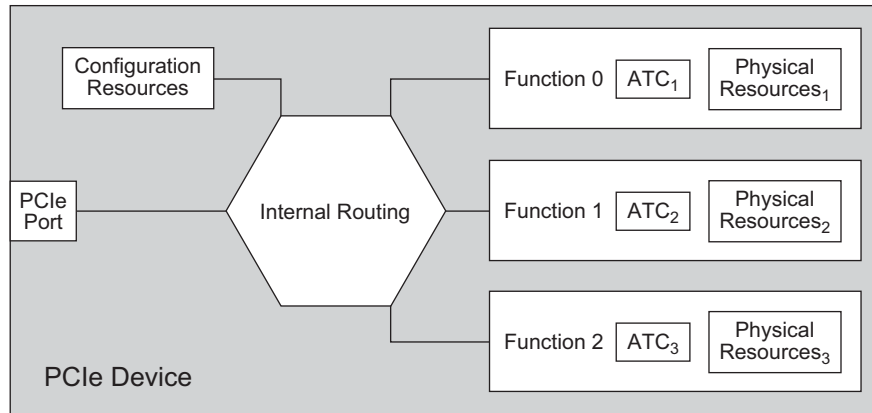 Configuration
Resources
PCIe
Port
Internal Routing
Function 0
ATC₁
Physical
Resources₁
Function 1
ATC₂
Physical
Resources₂
Function 2
ATC₃
Physical
Resources₃
PCIe Device